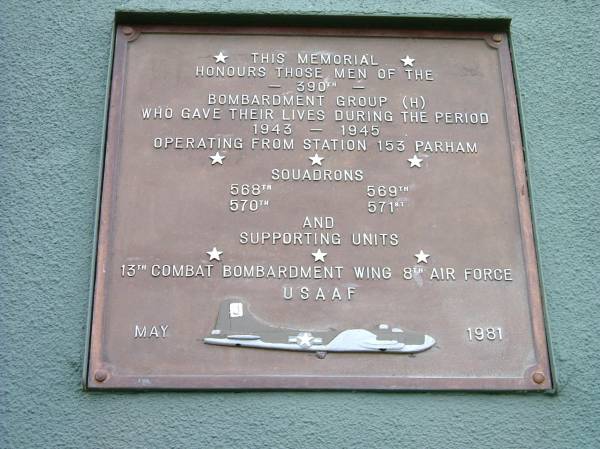 THIS MEMORIAL
HONOURS THOSE MEN OF THE
— 390TH —
BOMBARDMENT GROUP (H)
WHO GAVE THEIR LIVES DURING THE PERIOD
1943 — 1945
OPERATING FROM STATION 153 PARHAM
SQUADRONS
568TH 569TH
570TH 571ST
AND
SUPPORTING UNITS
13TH COMBAT BOMBARDMENT WING 8TH AIR FORCE
USAAF
MAY 1981